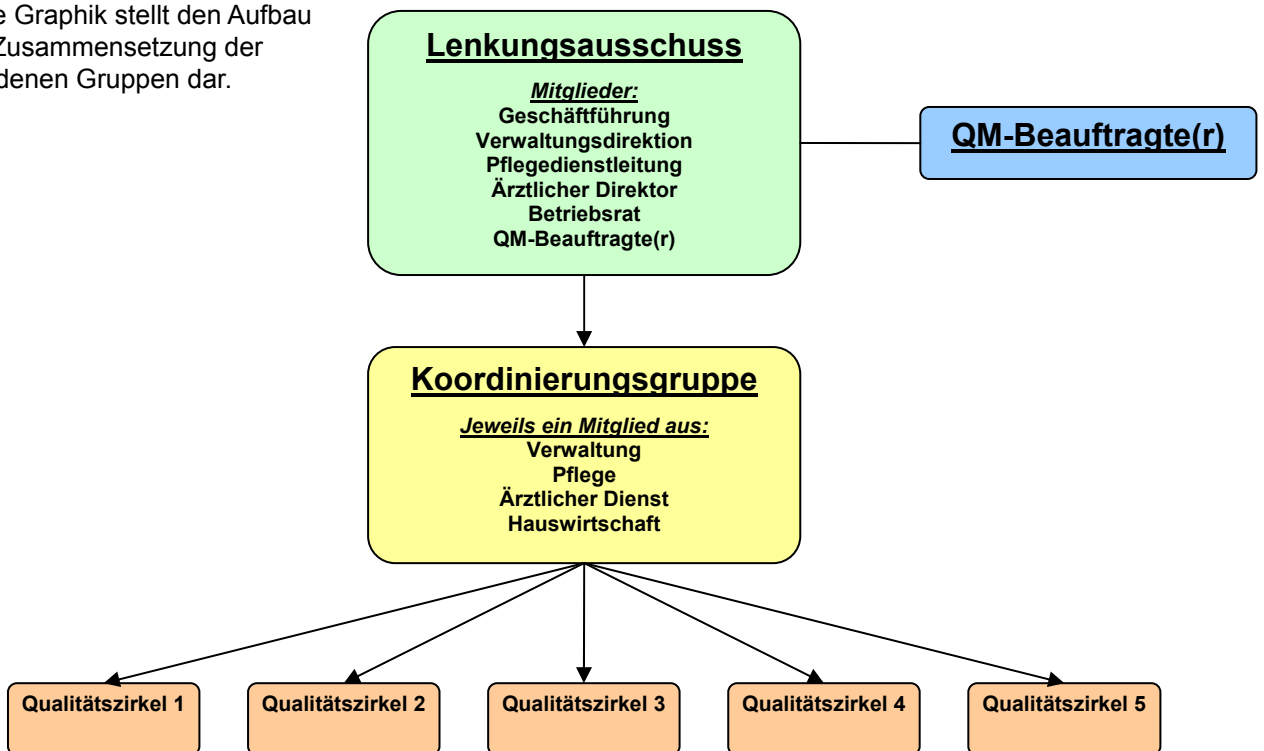 e Graphik stellt den Aufbau
Zusammensetzung der
denen Gruppen dar.
Lenkungsausschuss
Mitglieder:
Geschäftführung
Verwaltungsdirektion
Pflegedienstleitung
Ärztlicher Direktor
Betriebsrat
QM-Beauftragte(r)
QM-Beauftragte(r)
Koordinierungsgruppe
Jeweils ein Mitglied aus:
Verwaltung
Pflege
Ärztlicher Dienst
Hauswirtschaft
Qualitätszirkel 1
Qualitätszirkel 2
Qualitätszirkel 3
Qualitätszirkel 4
Qualitätszirkel 5